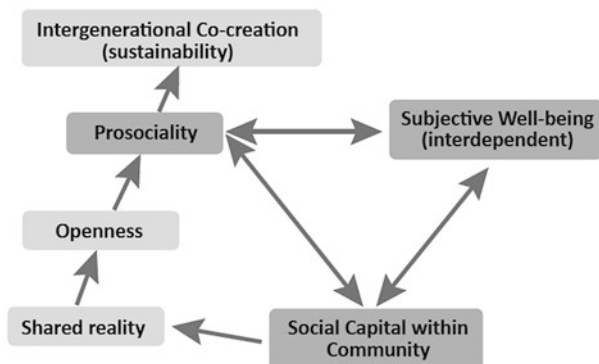 Intergenerational Co-creation
(sustainability)
Prosociality
Subjective Well-being
(interdependent)
Openness
Shared reality
Social Capital within
Community